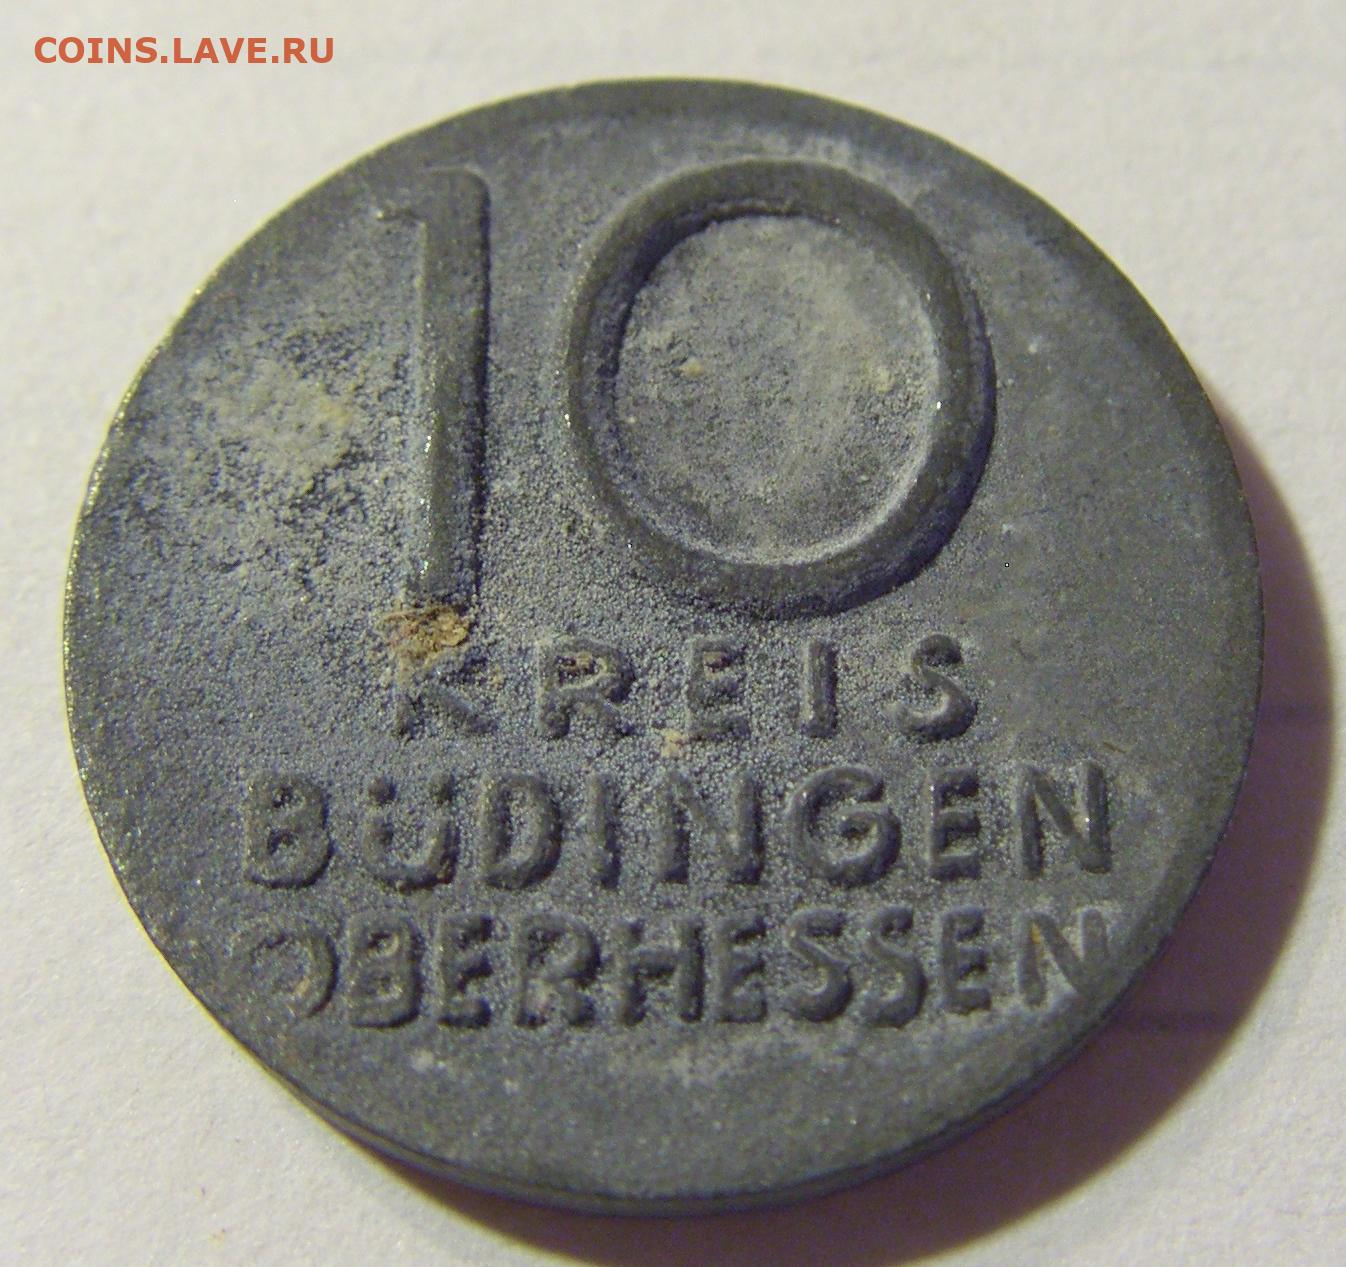 COINS.LAVE.RU
10
KREIS
BÜDINGEN
OBERHESSEN